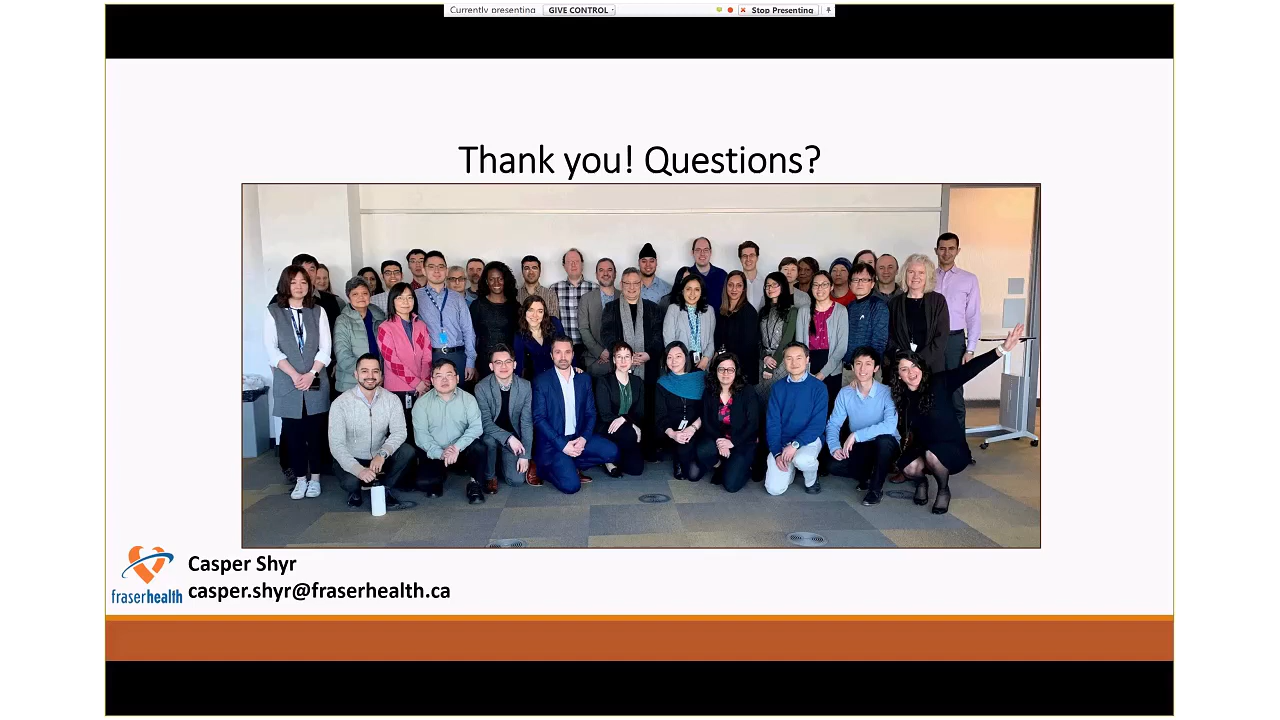 Currently presenting GIVE CONTROL Stop Presenting
Thank you! Questions?
Casper Shyr
casper.shyr@fraserhealth.ca
fraserhealth